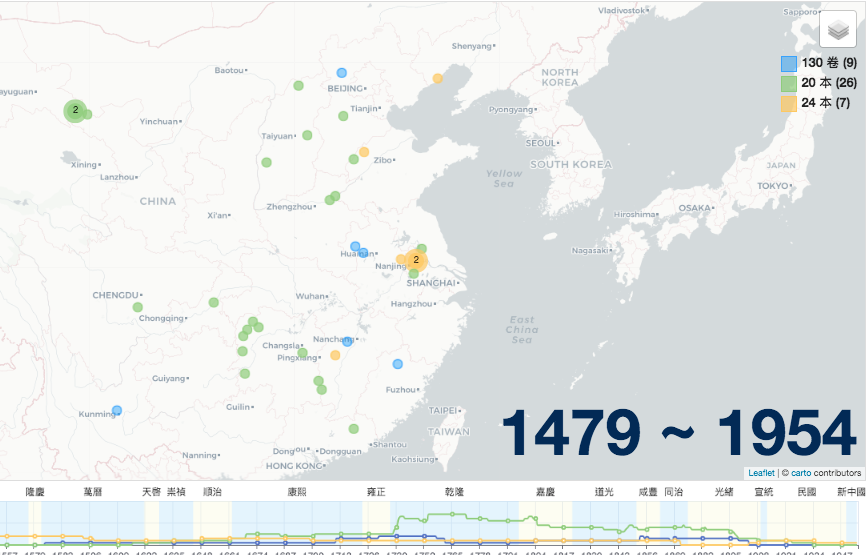 Vladivostok
Sapporo
Shenyang
130 卷 (9)
20 本 (26)
24 本 (7)
Baotou
BEIJING
NORTH
KOREA
2
Tianjin
Pyongyang
Yinchuan
Taiyuan
SEOUL
Zibo
Xining
Lanzhou
SOUTH KOREA
JAPAN
TOKYO
Yellow
Sea
CHINA
Zhengzhou
OSAKA
Xi'an
Hiroshima
Nagasaki
Huainan
2
Nanjing
SHANGHAI
CHENGDU
Wuhan
Hangzhou
Chongqing
East
China
Sea
Nanchang
Changsha
Pingxiang
Guiyang
Fuzhou
Guilin
Kunming
TAIPEI
TAIWAN
1479 ~ 1954
Dongguan
Shantou
Nanning
Kaohsiung
HONG KONG
Leaflet | © carto contributors
隆慶 萬曆 天啓 崇禎 順治 康熙 雍正 乾隆 嘉慶 道光 咸豐 同治 光緒 宣統 民國 新中國